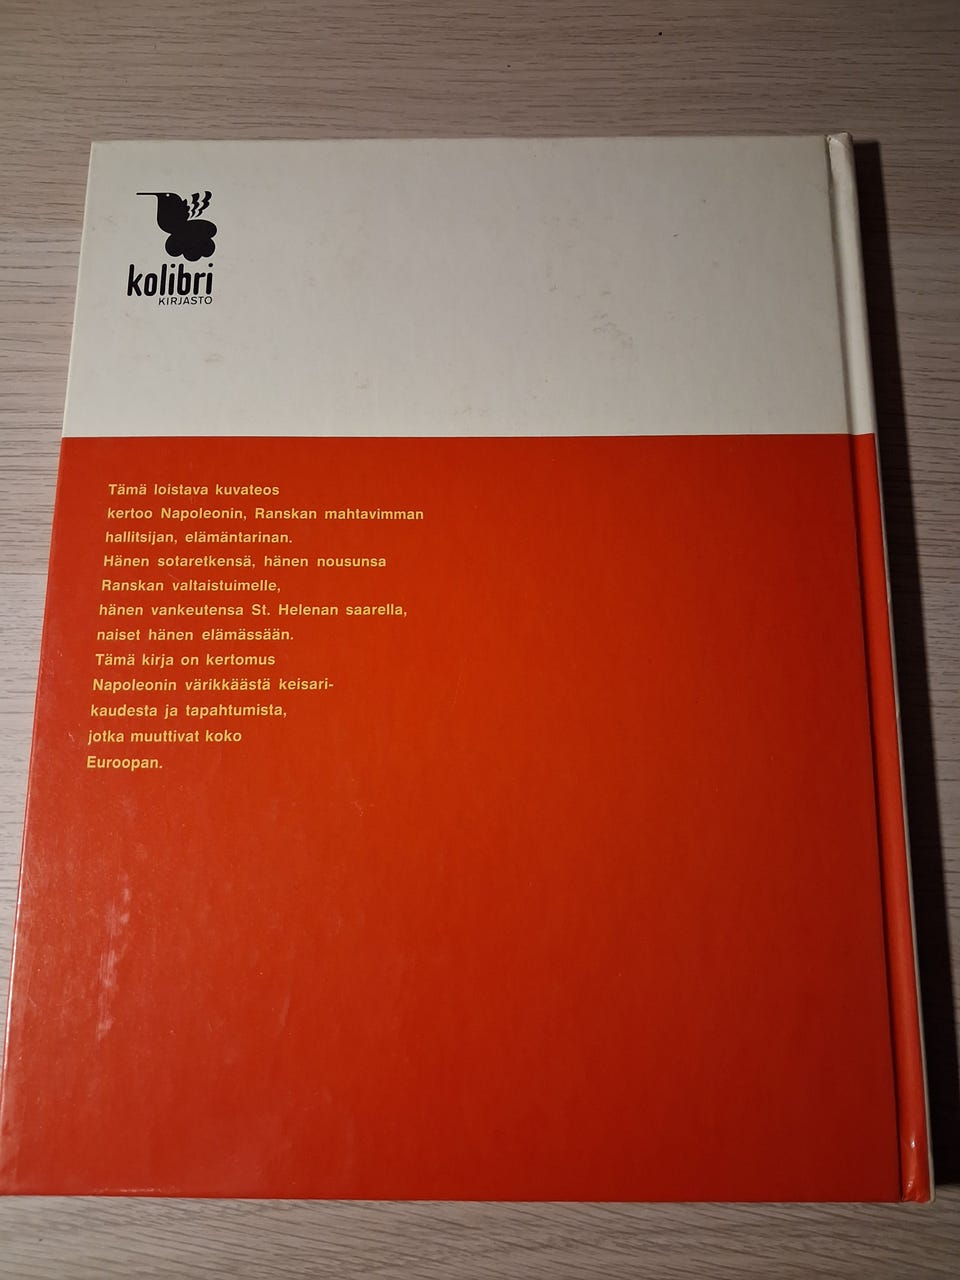 kolibri
KIRJASTO
Tämä loistava kuvateos
kertoo Napoleonin, Ranskan mahtavimman
hallitsijan, elämäntarinan.
Hänen sotaretkensä, hänen nousunsa
Ranskan valtaistuimelle,
hänen vankeutensa St. Helenan saarella,
naiset hänen elämässään.
Tämä kirja on kertomus
Napoleonin värikkäästä keisari-
kaudesta ja tapahtumista,
jotka muuttivat koko
Euroopan.